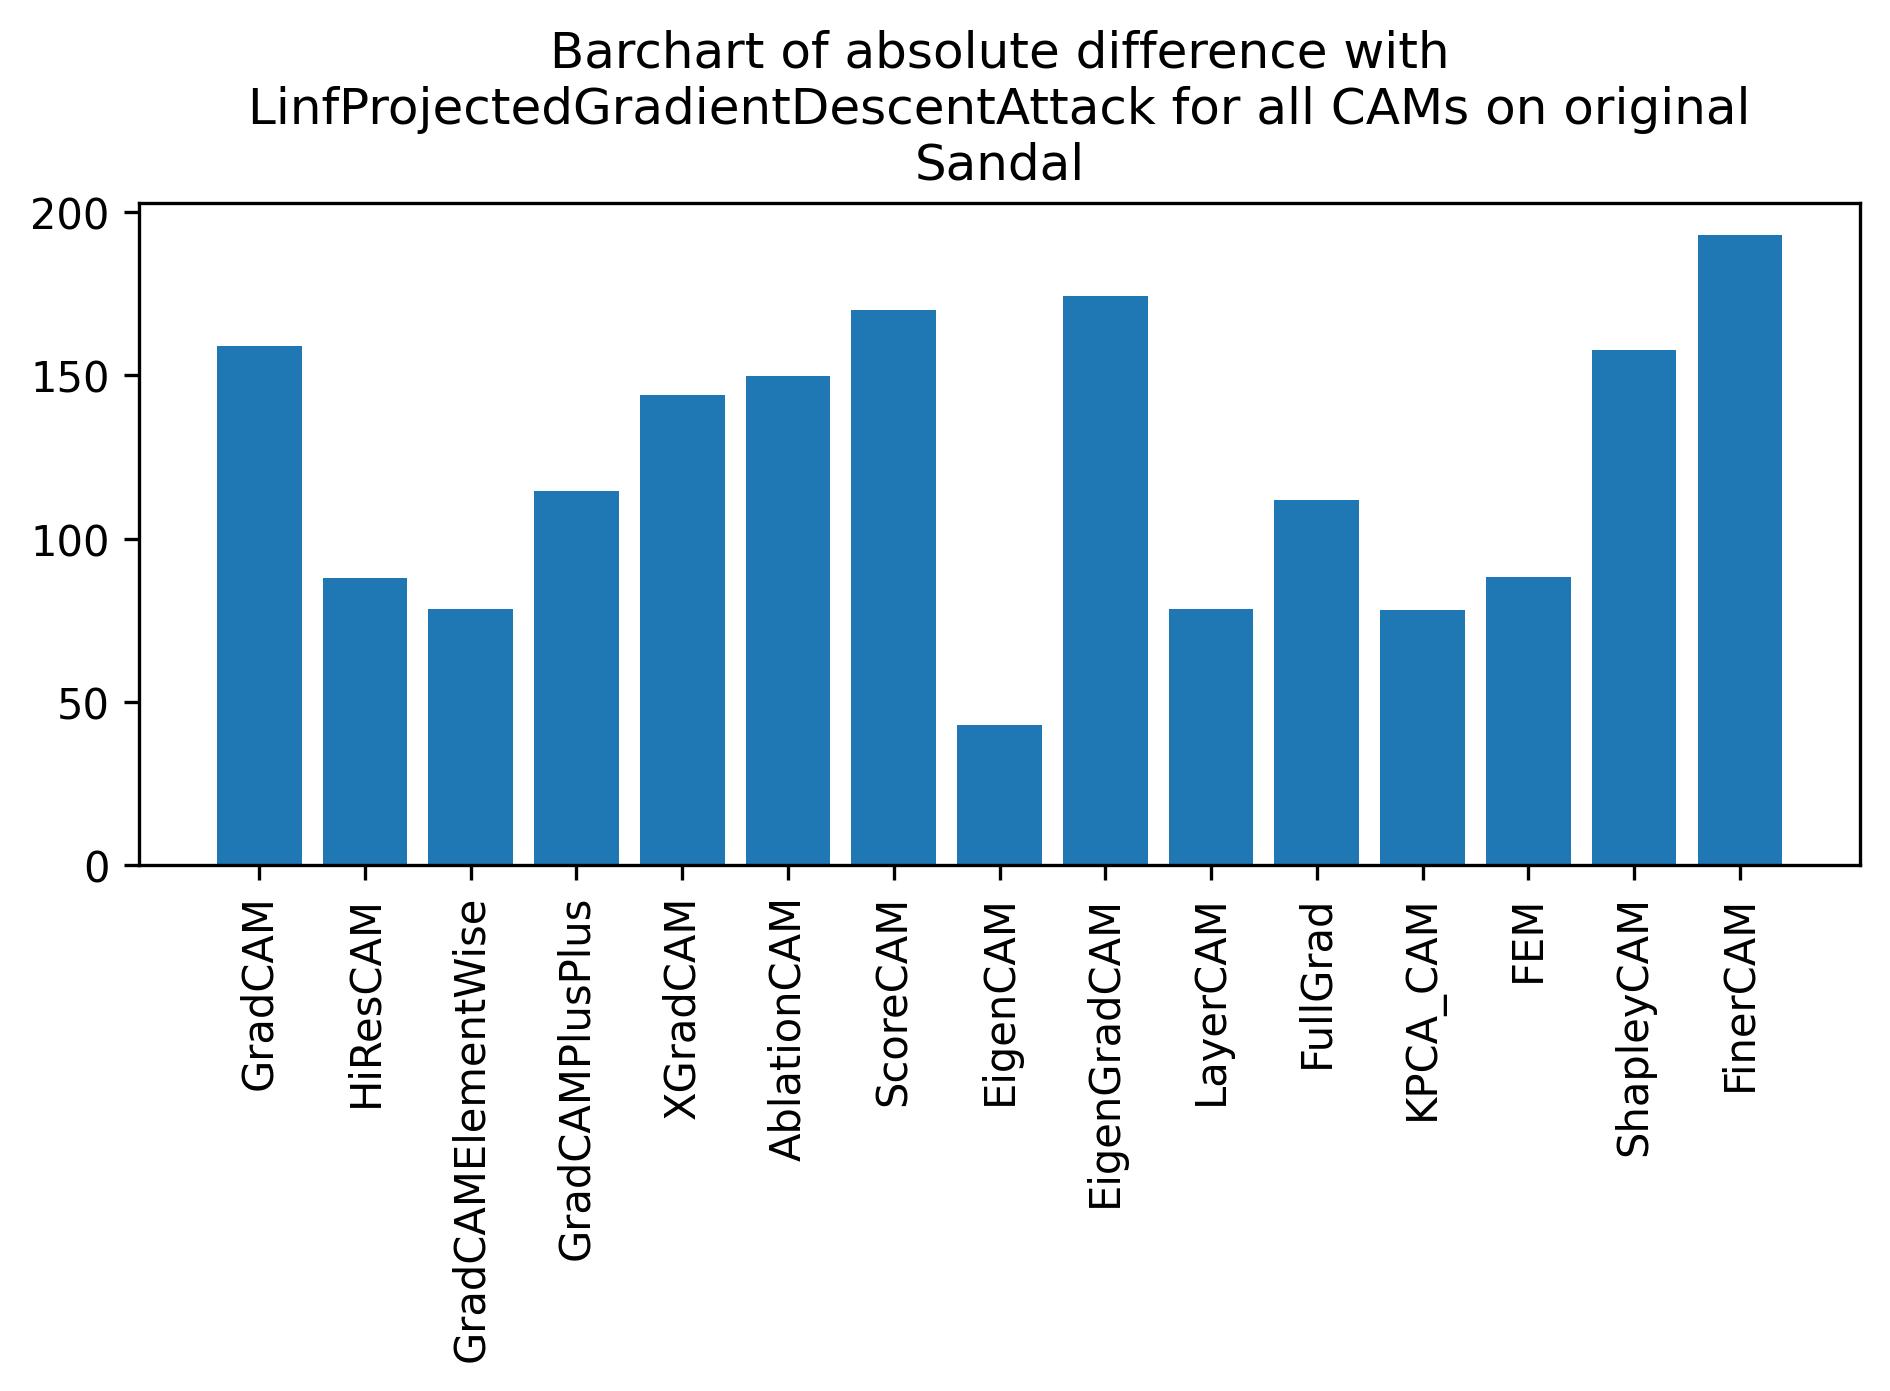 Barchart of absolute difference with
LinfProjectedGradientDescentAttack for all CAMs on original
Sandal
200
150
100
50
0
GradCAM
HiResCAM
GradCAMElementWise
GradCAMPlusPlus
XGradCAM
AblationCAM
ScoreCAM
EigenCAM
EigenGradCAM
LayerCAM
FullGrad
KPCA_CAM
FEM
ShapleyCAM
FinerCAM